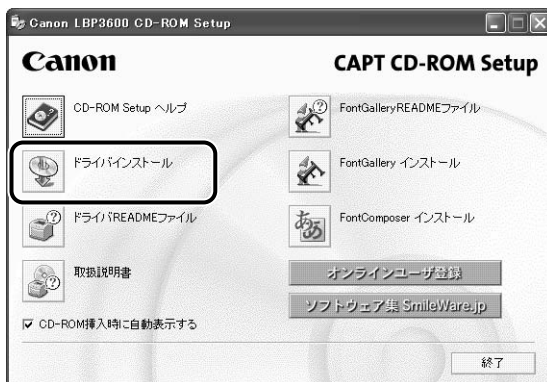 Canon LBP3600 CD-ROM Setup
Canon
CAPT CD-ROM Setup
CD-ROM Setup ヘルプ
ドライバインストール
ドライバREADMEファイル
取扱説明書
FontGalleryREADMEファイル
FontGallery インストール
FontComposer インストール
あぁ
オンラインユーザ登録
ソフトウェア集 SmileWare.jp
CD-ROM挿入時に自動表示する
終了